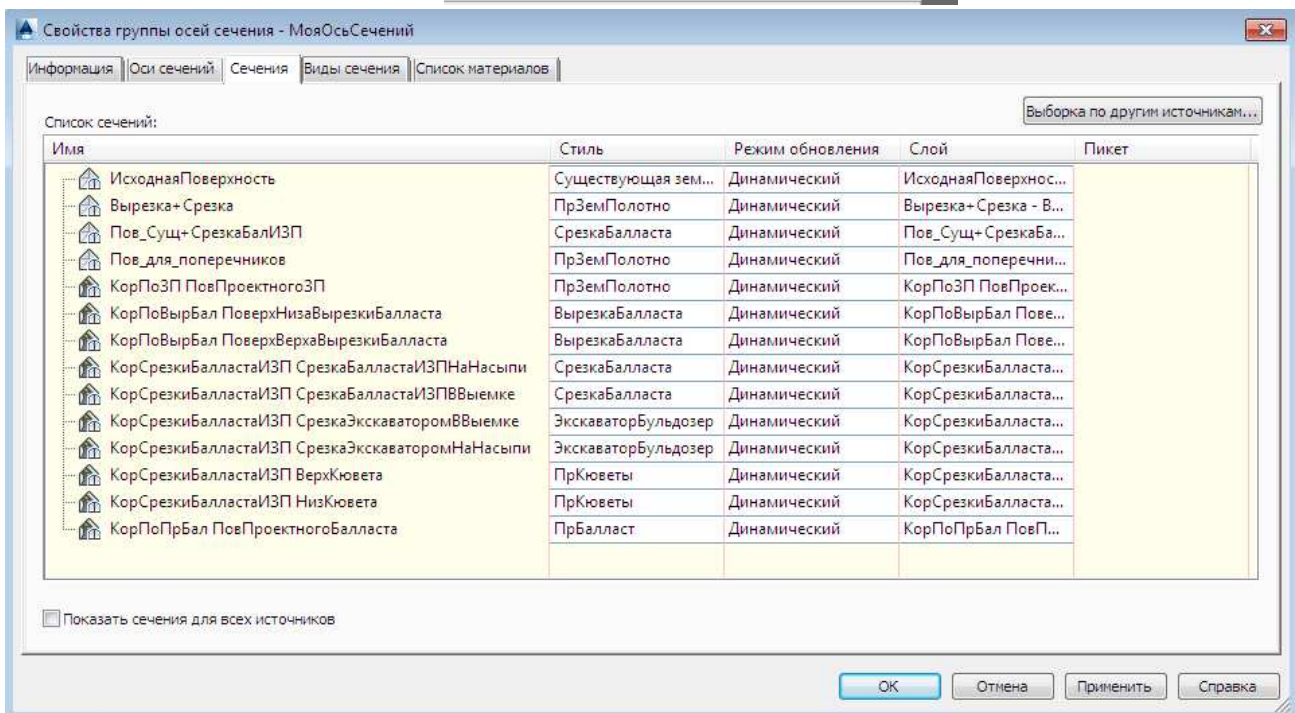 Свойства группы осей сечения - МояОсьСечений
Информация Оси сечений Сечения Виды сечения Список материалов
Выборка по другим источникам...
Список сечений:
Имя Стиль Режим обновления Слой Пикет
ИсходнаяПоверхность Существующая зем... Динамический ИсходнаяПоверхнос...
Вырезка+Срезка ПрЗемПолотно Динамический Вырезка+Срезка - В...
Пов_Сущ+СрезкаБалИЗП СрезкаБалласта Динамический Пов_Сущ+СрезкаБа...
Пов_для_поперечников ПрЗемПолотно Динамический Пов_для_поперечни...
КорПоЗП ПовПроектногоЗП ПрЗемПолотно Динамический КорПоЗП ПовПроек...
КорПоВырБал ПоверхНизаВырезкиБалласта ВырезкаБалласта Динамический КорПоВырБал Пове...
КорПоВырБал ПоверхВерхаВырезкиБалласта ВырезкаБалласта Динамический КорПоВырБал Пове...
КорСрезкиБалластаИЗП СрезкаБалластаИЗПНаНасыпи СрезкаБалласта Динамический КорСрезкиБалласта...
КорСрезкиБалластаИЗП СрезкаБалластаИЗПВВыемке СрезкаБалласта Динамический КорСрезкиБалласта...
КорСрезкиБалластаИЗП СрезкаЭкскаваторомВВыемке ЭкскаваторБульдозер Динамический КорСрезкиБалласта...
КорСрезкиБалластаИЗП СрезкаЭкскаваторомНаНасыпи ЭкскаваторБульдозер Динамический КорСрезкиБалласта...
КорСрезкиБалластаИЗП ВерхКювета ПрКюветы Динамический КорСрезкиБалласта...
КорСрезкиБалластаИЗП НизКювета ПрКюветы Динамический КорСрезкиБалласта...
КорПоПрБал ПовПроектногоБалласта ПрБалласт Динамический КорПоПрБал ПовП...
Показать сечения для всех источников
ОК Отмена Применить Справка